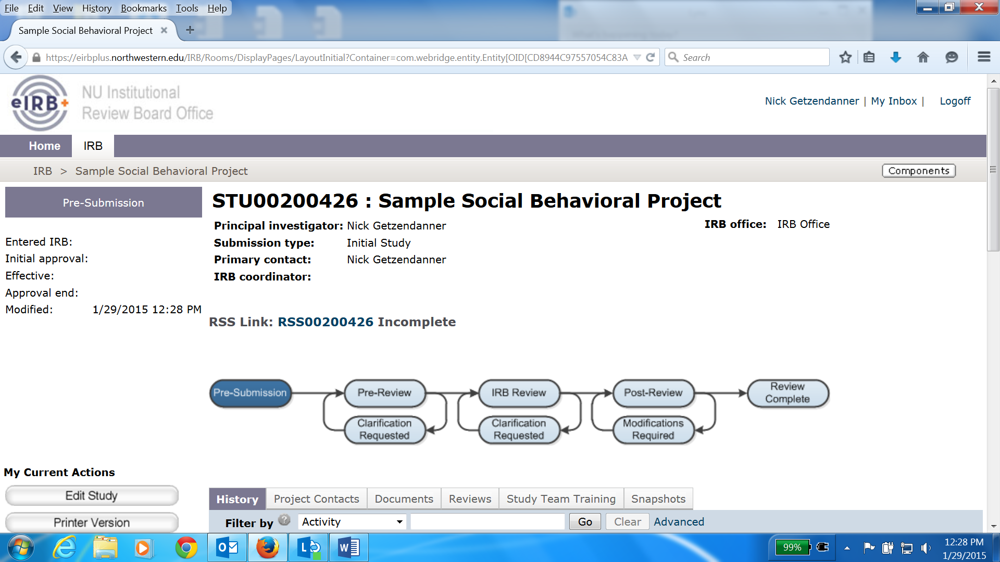 File Edit View History Bookmarks Tools Help
Sample Social Behavioral Project
https://eirbplus.northwestern.edu/IRB/Rooms/DisplayPages/LayoutInitial?Container=com.webridge.entity.Entity[OID[CD8944C97557054C83A
Search
eIRB+
NU Institutional
Review Board Office
Nick Getzendanner | My Inbox | Logoff
Home IRB
IRB > Sample Social Behavioral Project
Components
Pre-Submission
STU00200426 : Sample Social Behavioral Project
Principal investigator: Nick Getzendanner
IRB office: IRB Office
Submission type: Initial Study
Primary contact: Nick Getzendanner
IRB coordinator:
Entered IRB:
Initial approval:
Effective:
Approval end:
Modified: 1/29/2015 12:28 PM
RSS Link: RSS00200426 Incomplete
Pre-Submission
Pre-Review
IRB Review
Post-Review
Review
Complete
Clarification
Requested
Clarification
Requested
Modifications
Required
My Current Actions
Edit Study
Printer Version
History Project Contacts Documents Reviews Study Team Training Snapshots
Filter by ? Activity Go Clear Advanced
99%
12:28 PM
1/29/2015